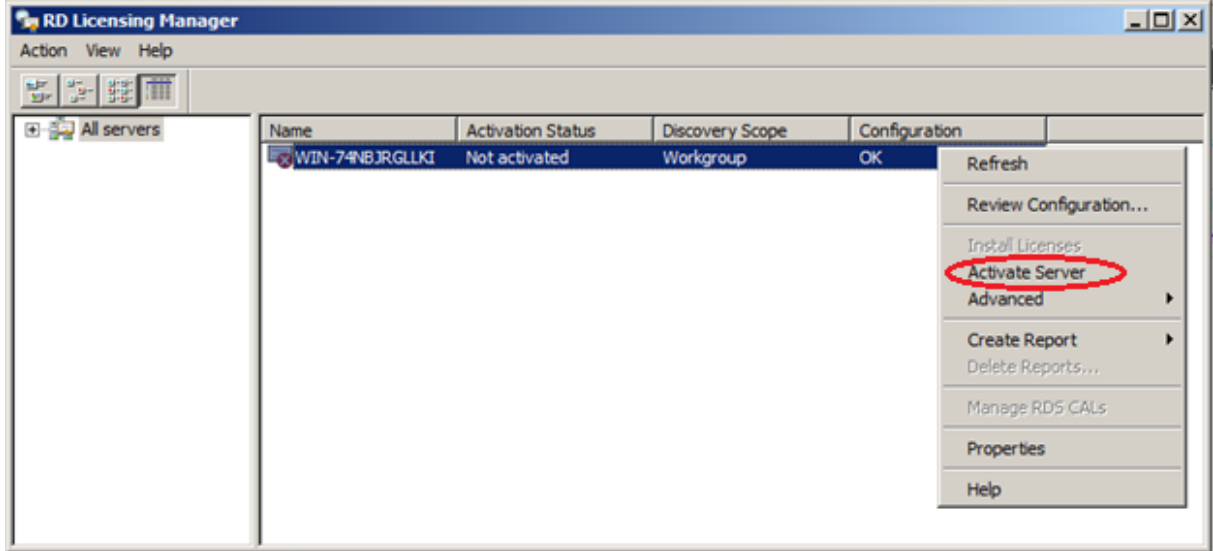 RD Licensing Manager
Action View Help
All servers
Name Activation Status Discovery Scope Configuration
WIN-74NBJRGLLKI Not activated Workgroup OK
Refresh
Review Configuration...
Install Licenses
Activate Server
Advanced
Create Report
Delete Reports...
Manage RDS CALs
Properties
Help